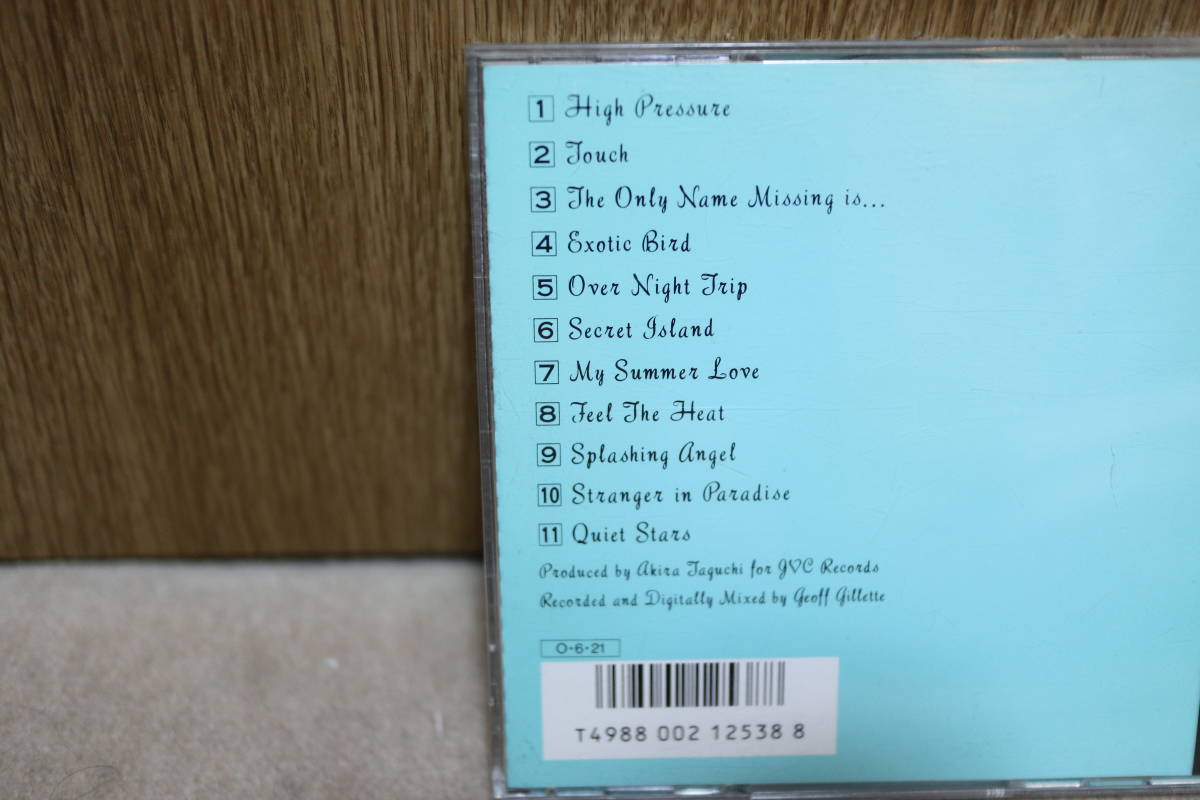 1 High Pressure
2 Touch
3 The Only Name Missing is...
4 Exotic Bird
5 Over Night Trip
6 Secret Island
7 My Summer Love
8 Feel The Heat
9 Splashing Angel
10 Stranger in Paradise
11 Quiet Stars
Produced by Akira Taguchi for J♡C Records
Recorded and Digitally Mixed by Geoff Gillette
O-6-21
T4988 002 12538 8